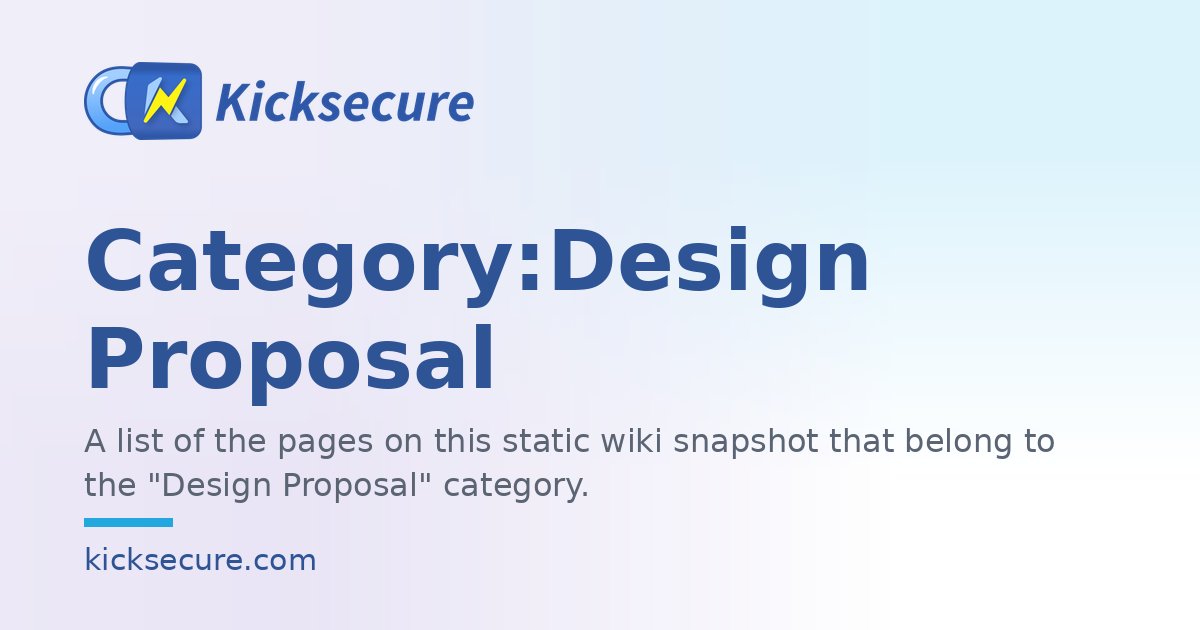 Kicksecure
Category:Design
Proposal
A list of the pages on this static wiki snapshot that belong to
the "Design Proposal" category.
kicksecure.com